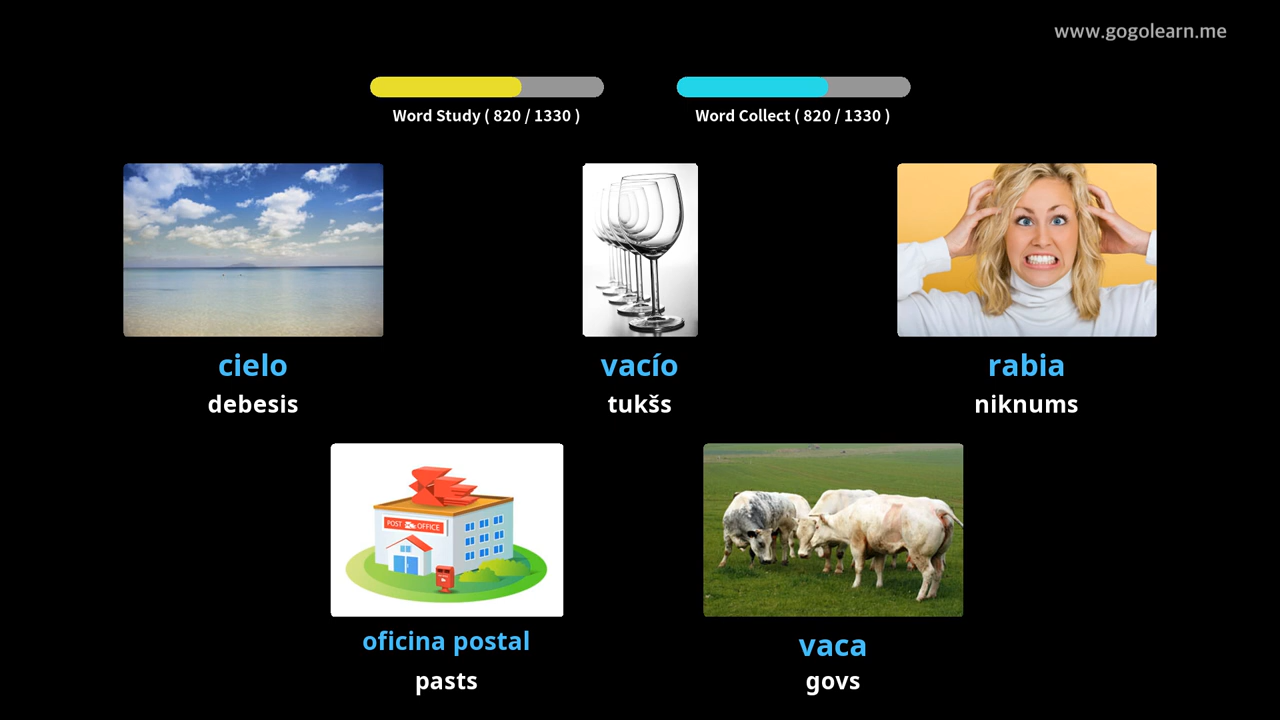 www.gogolearn.me
Word Study ( 820 / 1330 )
Word Collect ( 820 / 1330 )
cielo
debesis
vacío
tukšs
rabia
niknums
POST OFFICE
oficina postal
pasts
vaca
govs